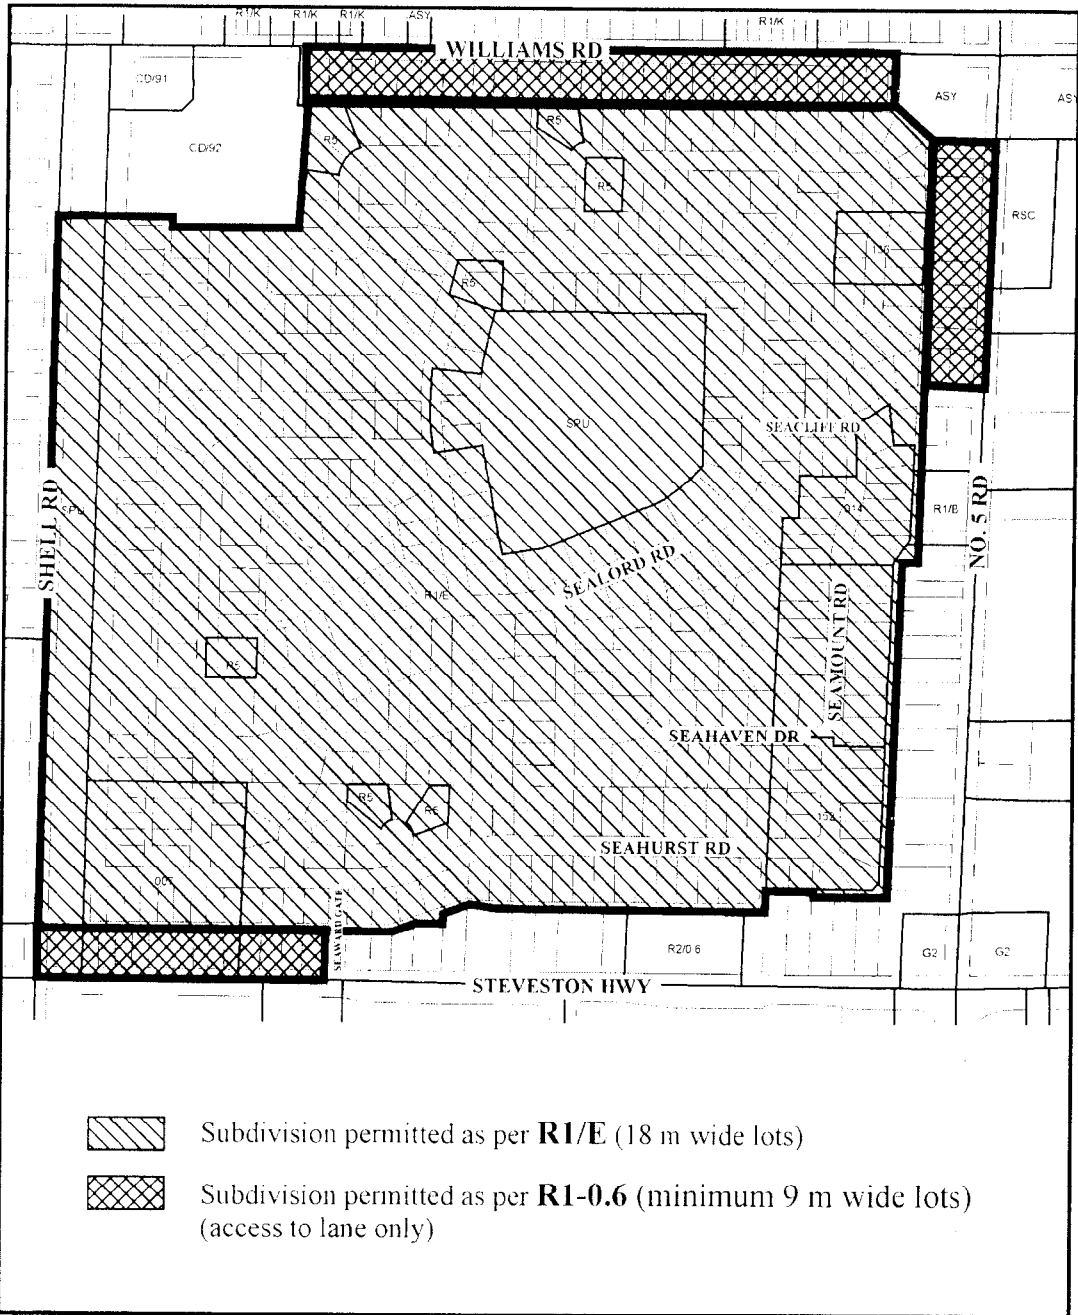 R1/K R1/K R1/K ASY R1/K
WILLIAMS RD
CD/91
ASY
ASY
CD/92
R5
R5
R5
RSC
R5
SPU
SEACLIFF RD
SHELL RD
SPU
R1/B
NO. 5 RD
SEALORD RD
R1/E
SEAMOUNT RD
R5
SEAHAVEN DR
R5
SEAHURST RD
SEAWARD GATE
R2/0.6
G2
G2
STEVESTON HWY
Subdivision permitted as per R1/E (18 m wide lots)
Subdivision permitted as per R1-0.6 (minimum 9 m wide lots)
(access to lane only)